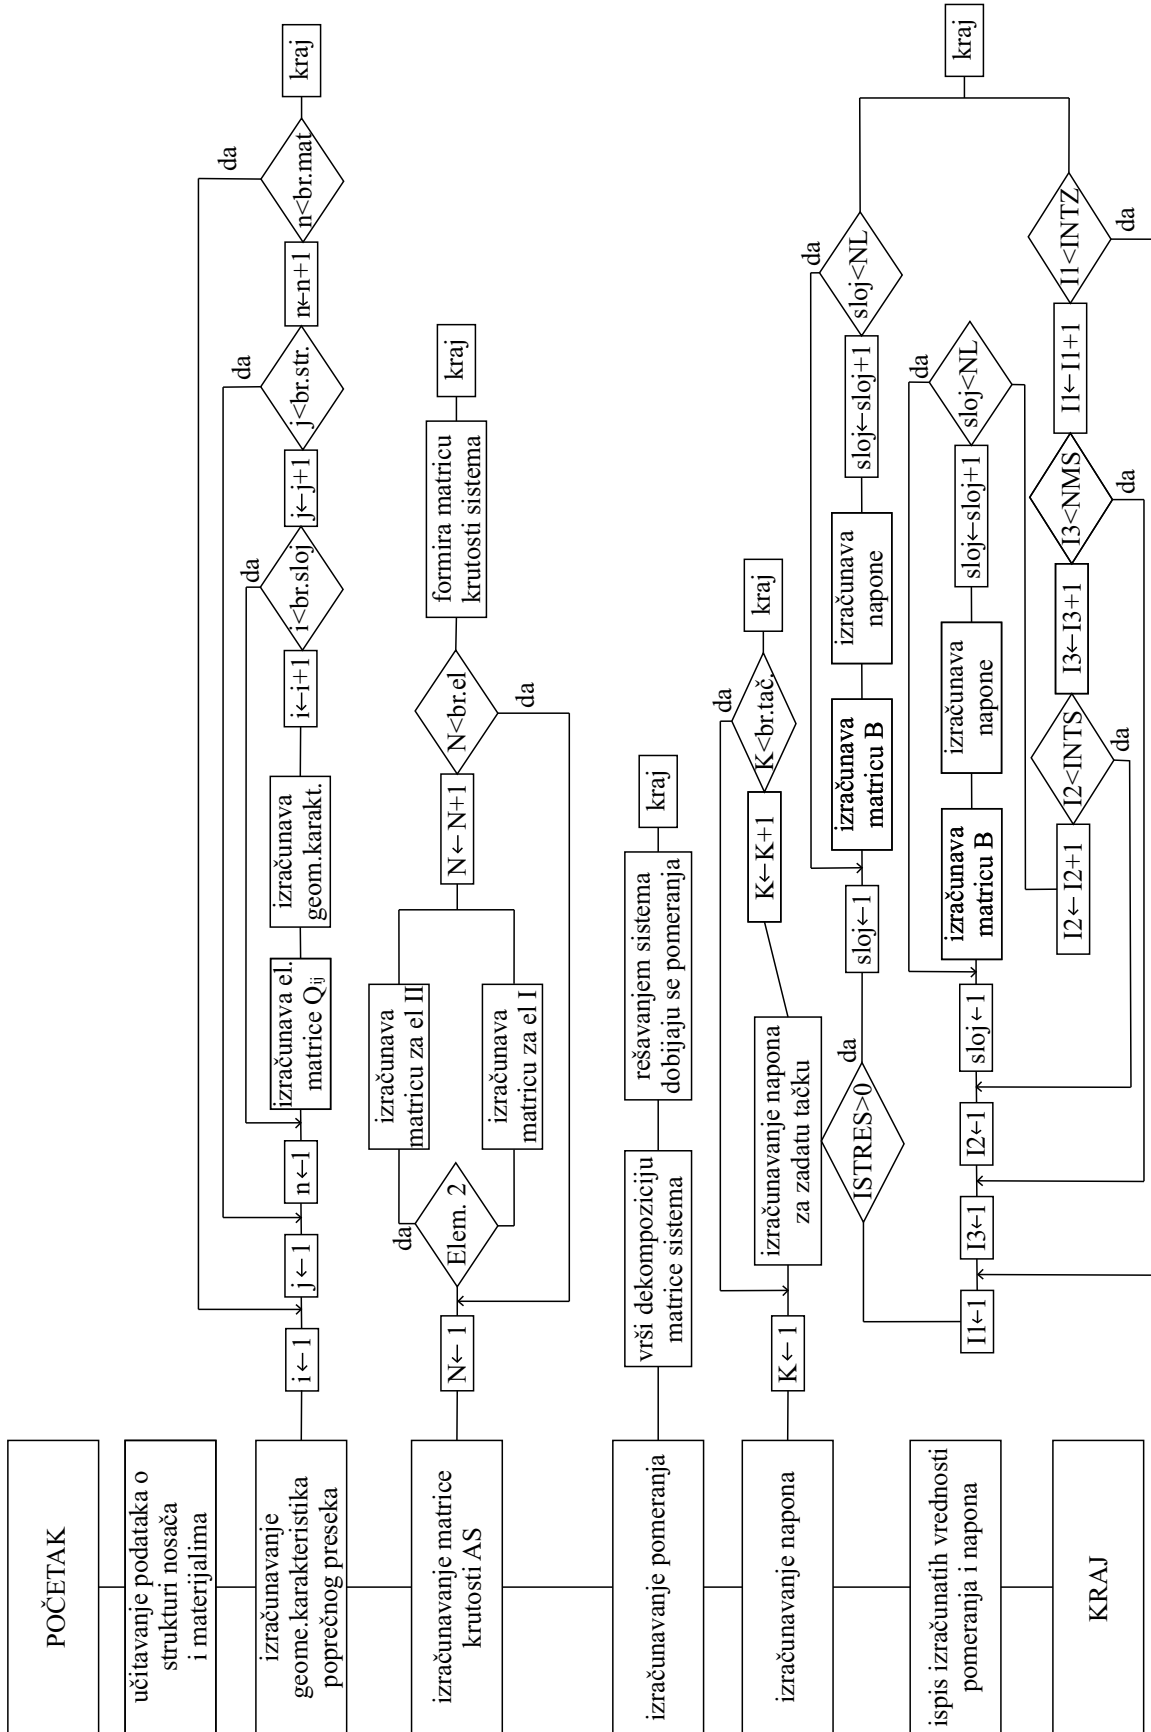 POČETAK
učitavanje podataka o
strukturi nosača
i materijalima
izračunavanje
geome.karakteristika
poprečnog preseka
i←1
j←1
n←1
izračunava el.
matrice Qij
izračunava
geom.karakt.
i←i+1
i<br.sloj
da
j←j+1
j<br.str.
da
n←n+1
n<br.mat
da
kraj
izračunavanje matrice
krutosti AS
N←1
Elem. 2
da
izračunava
matricu za el II
izračunava
matricu za el I
N←N+1
N<br.el
da
formira matricu
krutosti sistema
kraj
izračunavanje pomeranja
vrši dekompoziciju
matrice sistema
rešavanjem sistema
dobijaju se pomeranja
kraj
izračunavanje napona
K←1
izračunavanje napona
za zadatu tačku
K←K+1
K<br.tač.
da
kraj
ISTRES>0
da
sloj←1
izračunava
matricu B
izračunava
napone
sloj←sloj+1
sloj<NL
da
kraj
I1←1
I3←1
I2←1
sloj←1
izračunava
matricu B
izračunava
napone
sloj←sloj+1
sloj<NL
da
I2←I2+1
I2<INTS
da
I3←I3+1
I3<NMS
da
I1←I1+1
I1<INTZ
da
ispis izračunatih vrednosti
pomeranja i napona
KRAJ